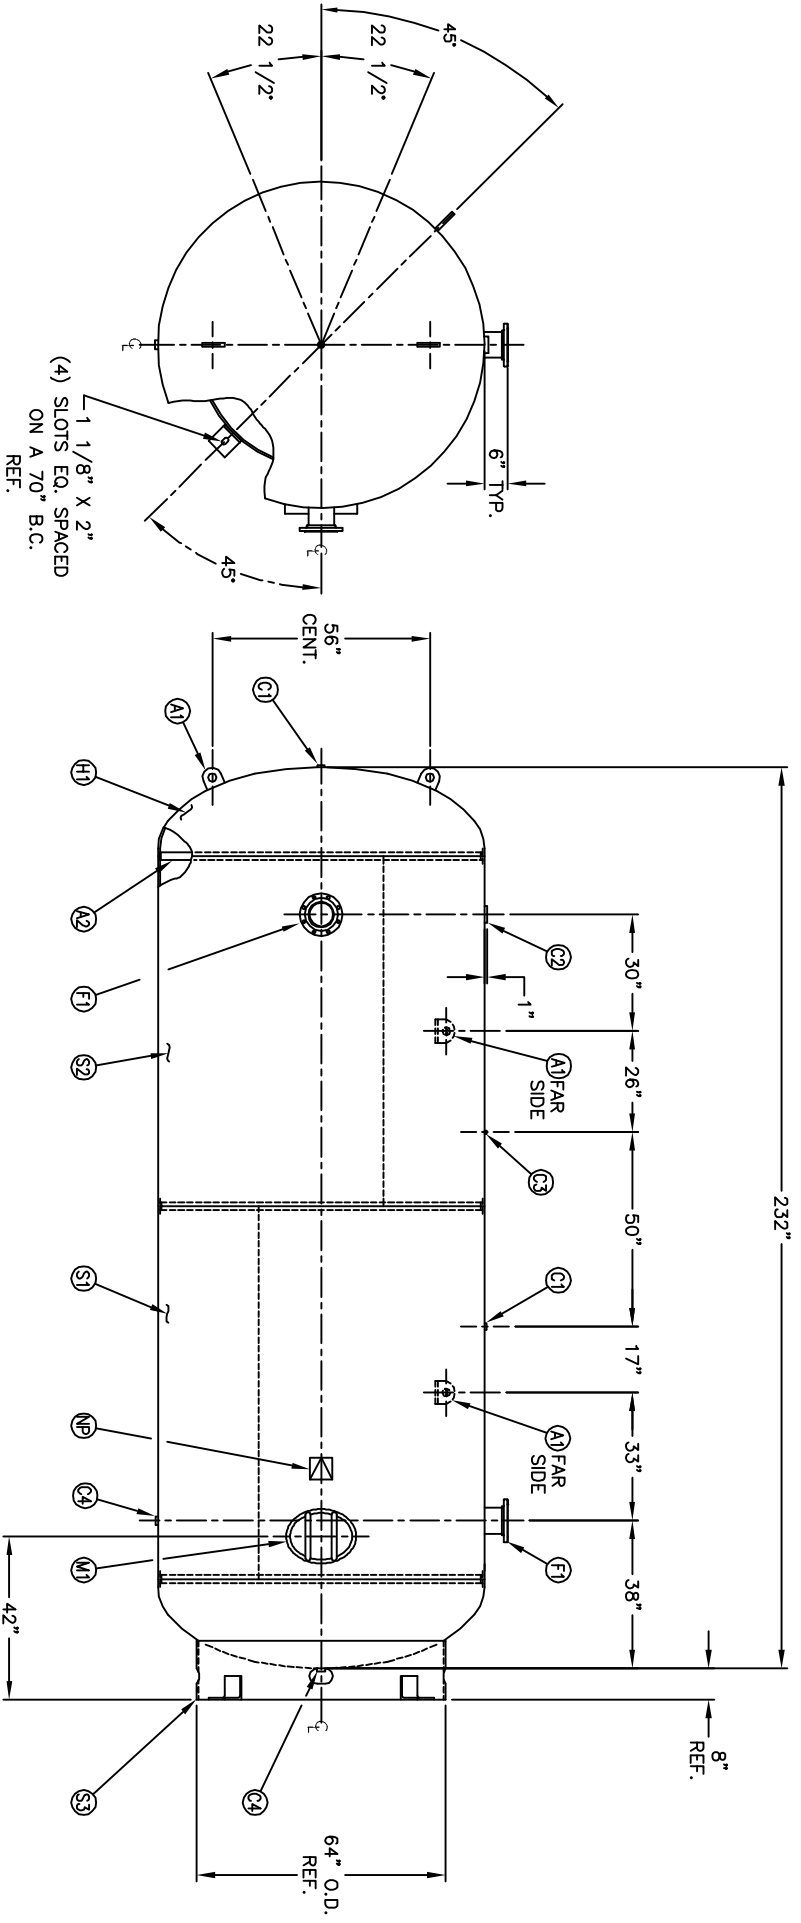 45°
22 1/2°
22 1/2°
6" TYP.
1 1/8" X 2"
(4) SLOTS EQ. SPACED
ON A 70" B.C.
REF.
45°
℄
℄
56"
CENT.
C1
A1
H1
A2
F1
S2
S1
NP
C4
M1
42"
232"
30"
26"
50"
17"
33"
38"
8"
REF.
C2
1"
A1 FAR
SIDE
C3
C1
A1 FAR
SIDE
F1
℄
C4
S3
64" O.D.
REF.